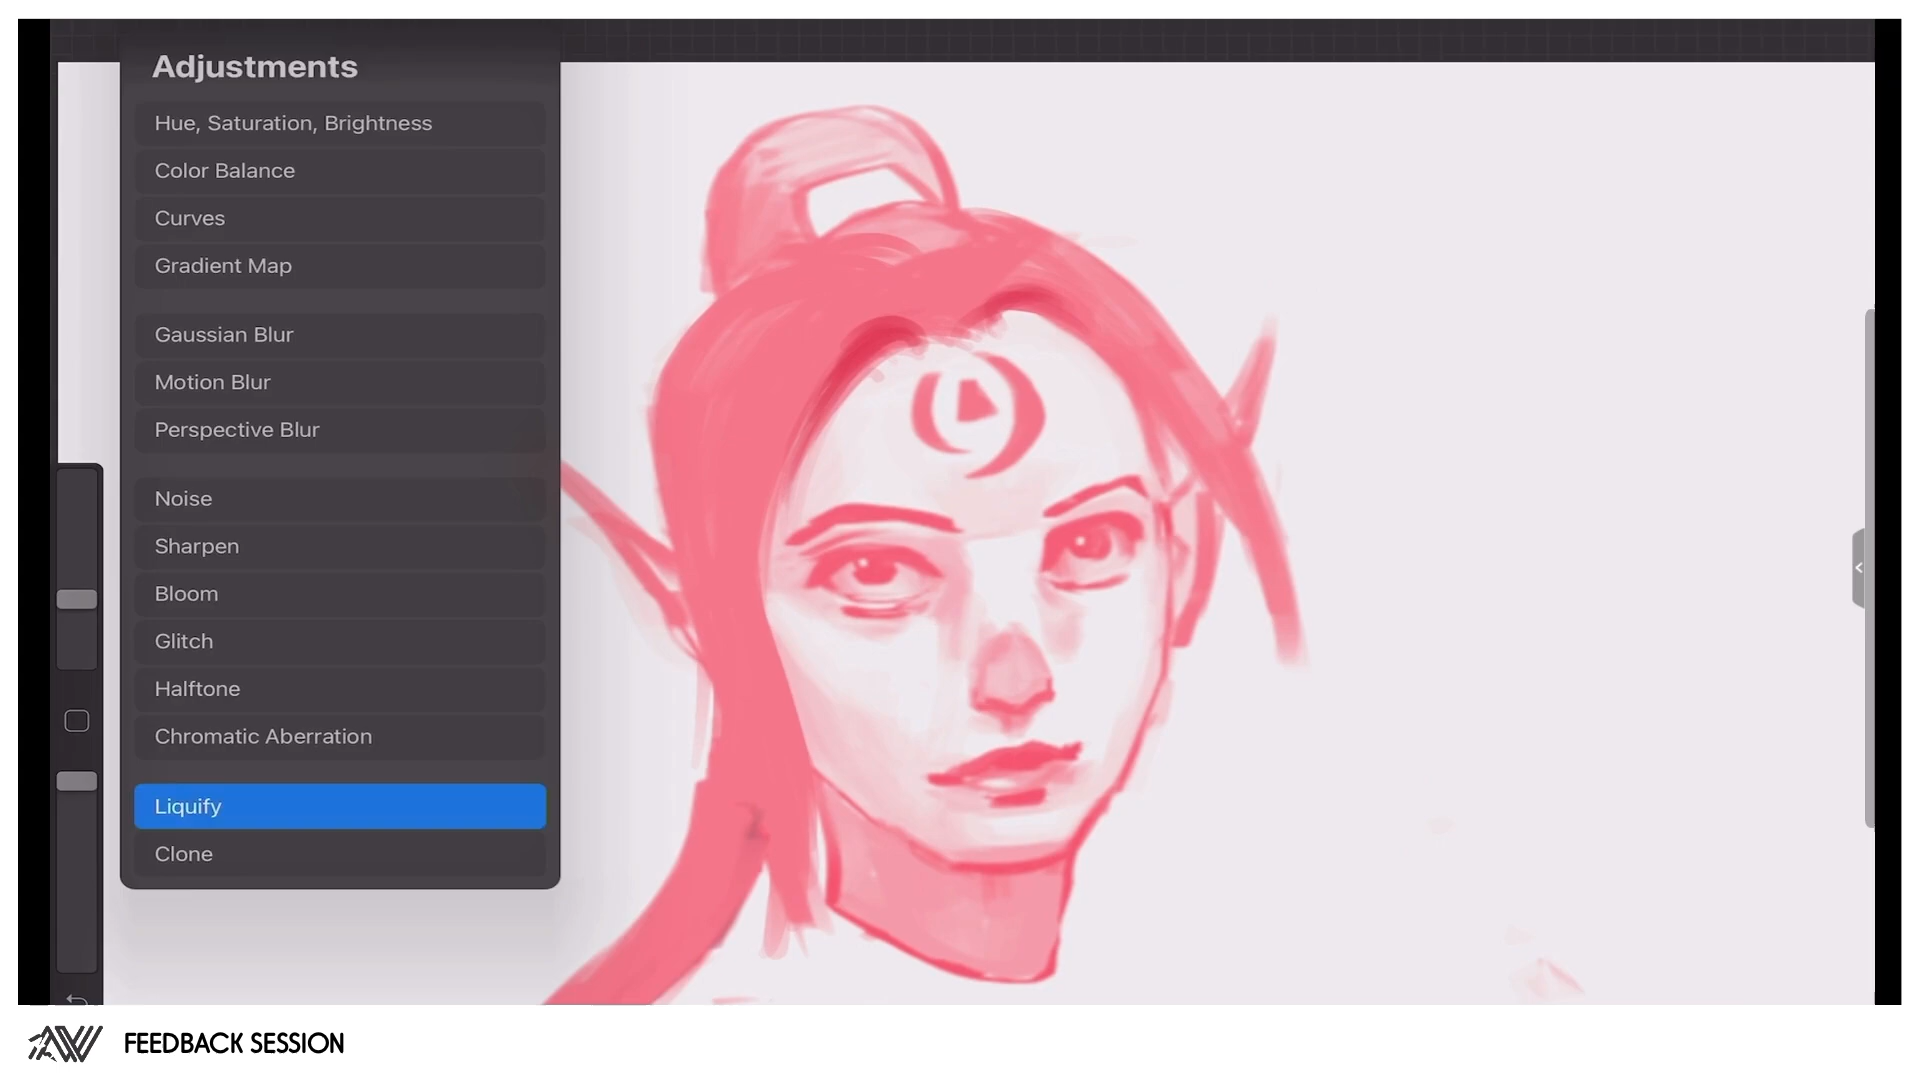 Adjustments
Hue, Saturation, Brightness
Color Balance
Curves
Gradient Map
Gaussian Blur
Motion Blur
Perspective Blur
Noise
Sharpen
Bloom
Glitch
Halftone
Chromatic Aberration
Liquify
Clone
AW FEEDBACK SESSION